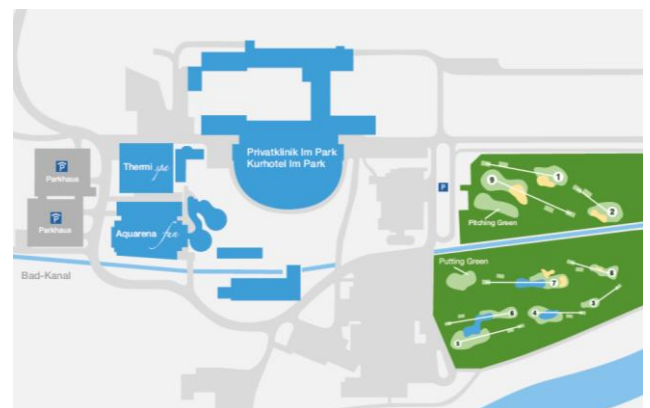 Privatklinik Im Park
Kurhotel Im Park
Thermi spa
P
Parkhaus
P
Parkhaus
Aquarena fun
Bad-Kanal
P
1
9
2
Pitching Green
Putting Green
8
7
3
6
4
5